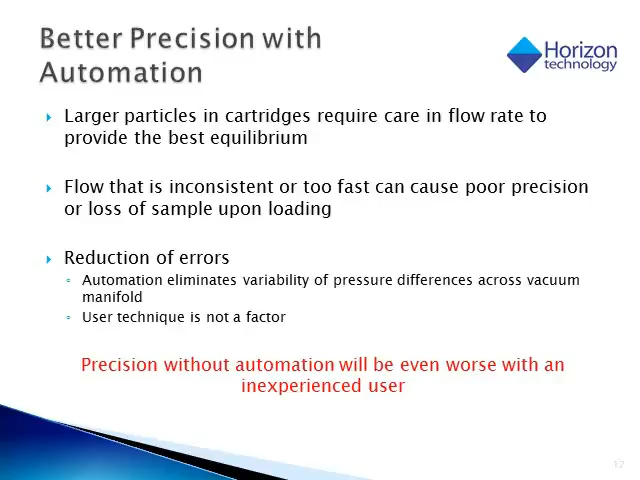 Better Precision with
Automation
Horizon
technology
Larger particles in cartridges require care in flow rate to
provide the best equilibrium
Flow that is inconsistent or too fast can cause poor precision
or loss of sample upon loading
Reduction of errors
Automation eliminates variability of pressure differences across vacuum
manifold
User technique is not a factor
Precision without automation will be even worse with an
inexperienced user
17